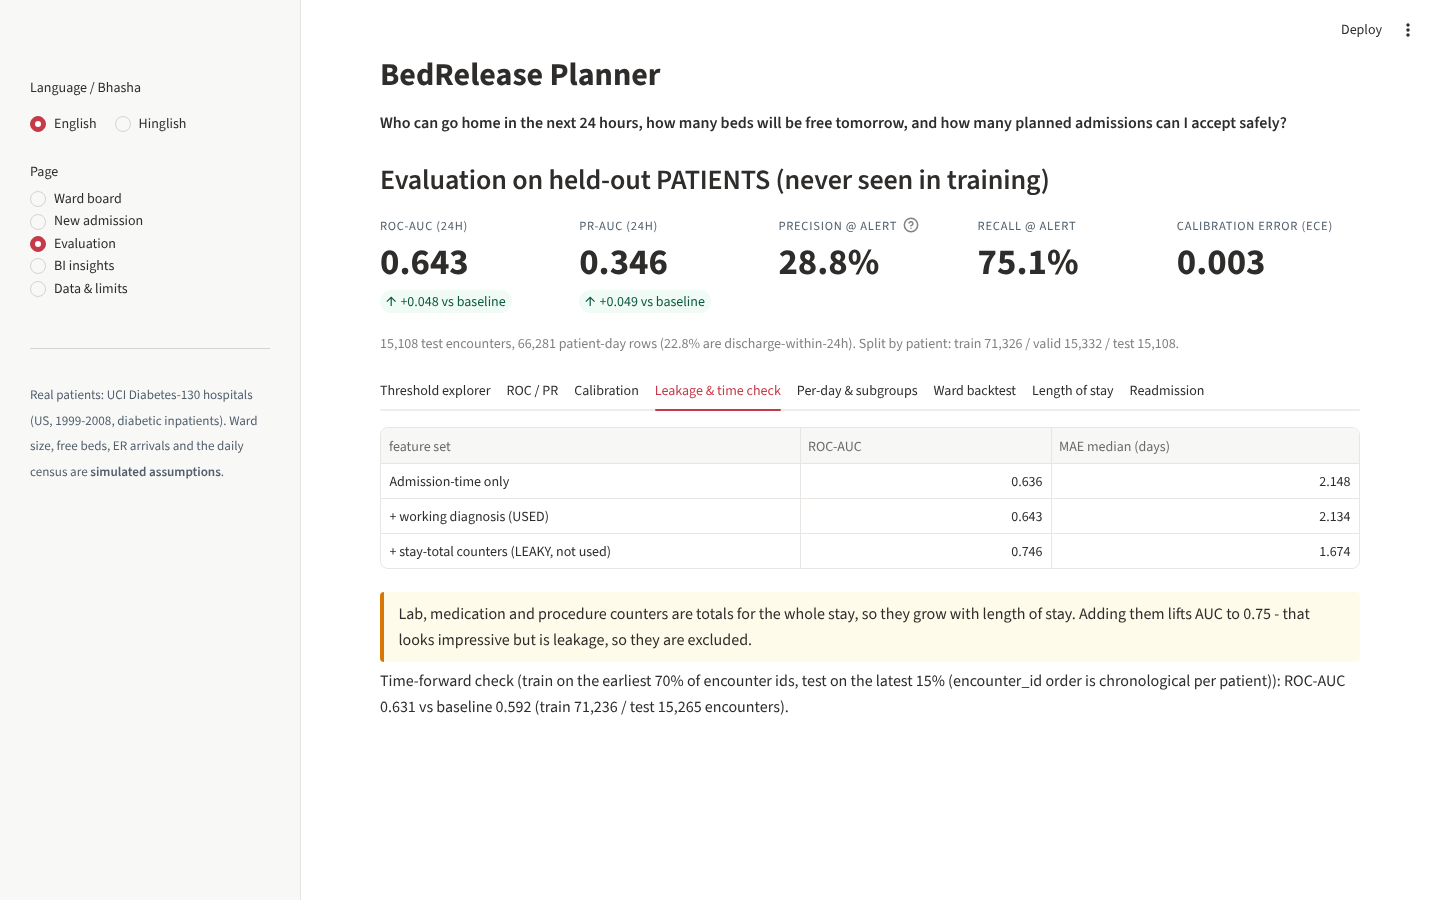 Deploy
Language / Bhasha
English Hinglish
Page
Ward board
New admission
Evaluation
BI insights
Data & limits
Real patients: UCI Diabetes-130 hospitals
(US, 1999-2008, diabetic inpatients). Ward
size, free beds, ER arrivals and the daily
census are simulated assumptions.
BedRelease Planner
Who can go home in the next 24 hours, how many beds will be free tomorrow, and how many planned admissions can I accept safely?
Evaluation on held-out PATIENTS (never seen in training)
ROC-AUC (24H) PR-AUC (24H) PRECISION @ ALERT RECALL @ ALERT CALIBRATION ERROR (ECE)
0.643 0.346 28.8% 75.1% 0.003
↑ +0.048 vs baseline ↑ +0.049 vs baseline
15,108 test encounters, 66,281 patient-day rows (22.8% are discharge-within-24h). Split by patient: train 71,326 / valid 15,332 / test 15,108.
Threshold explorer ROC / PR Calibration Leakage & time check Per-day & subgroups Ward backtest Length of stay Readmission
feature set ROC-AUC MAE median (days)
Admission-time only 0.636 2.148
+ working diagnosis (USED) 0.643 2.134
+ stay-total counters (LEAKY, not used) 0.746 1.674
Lab, medication and procedure counters are totals for the whole stay, so they grow with length of stay. Adding them lifts AUC to 0.75 - that
looks impressive but is leakage, so they are excluded.
Time-forward check (train on the earliest 70% of encounter ids, test on the latest 15% (encounter_id order is chronological per patient)): ROC-AUC
0.631 vs baseline 0.592 (train 71,236 / test 15,265 encounters).